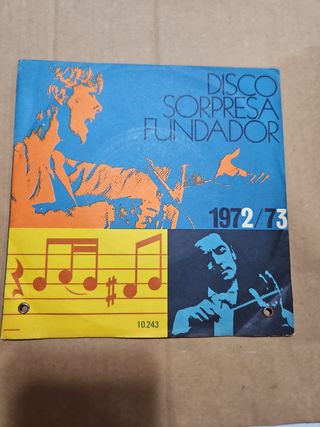 DISCO
SORPRESA
FUNDADOR
1972/73
10.243